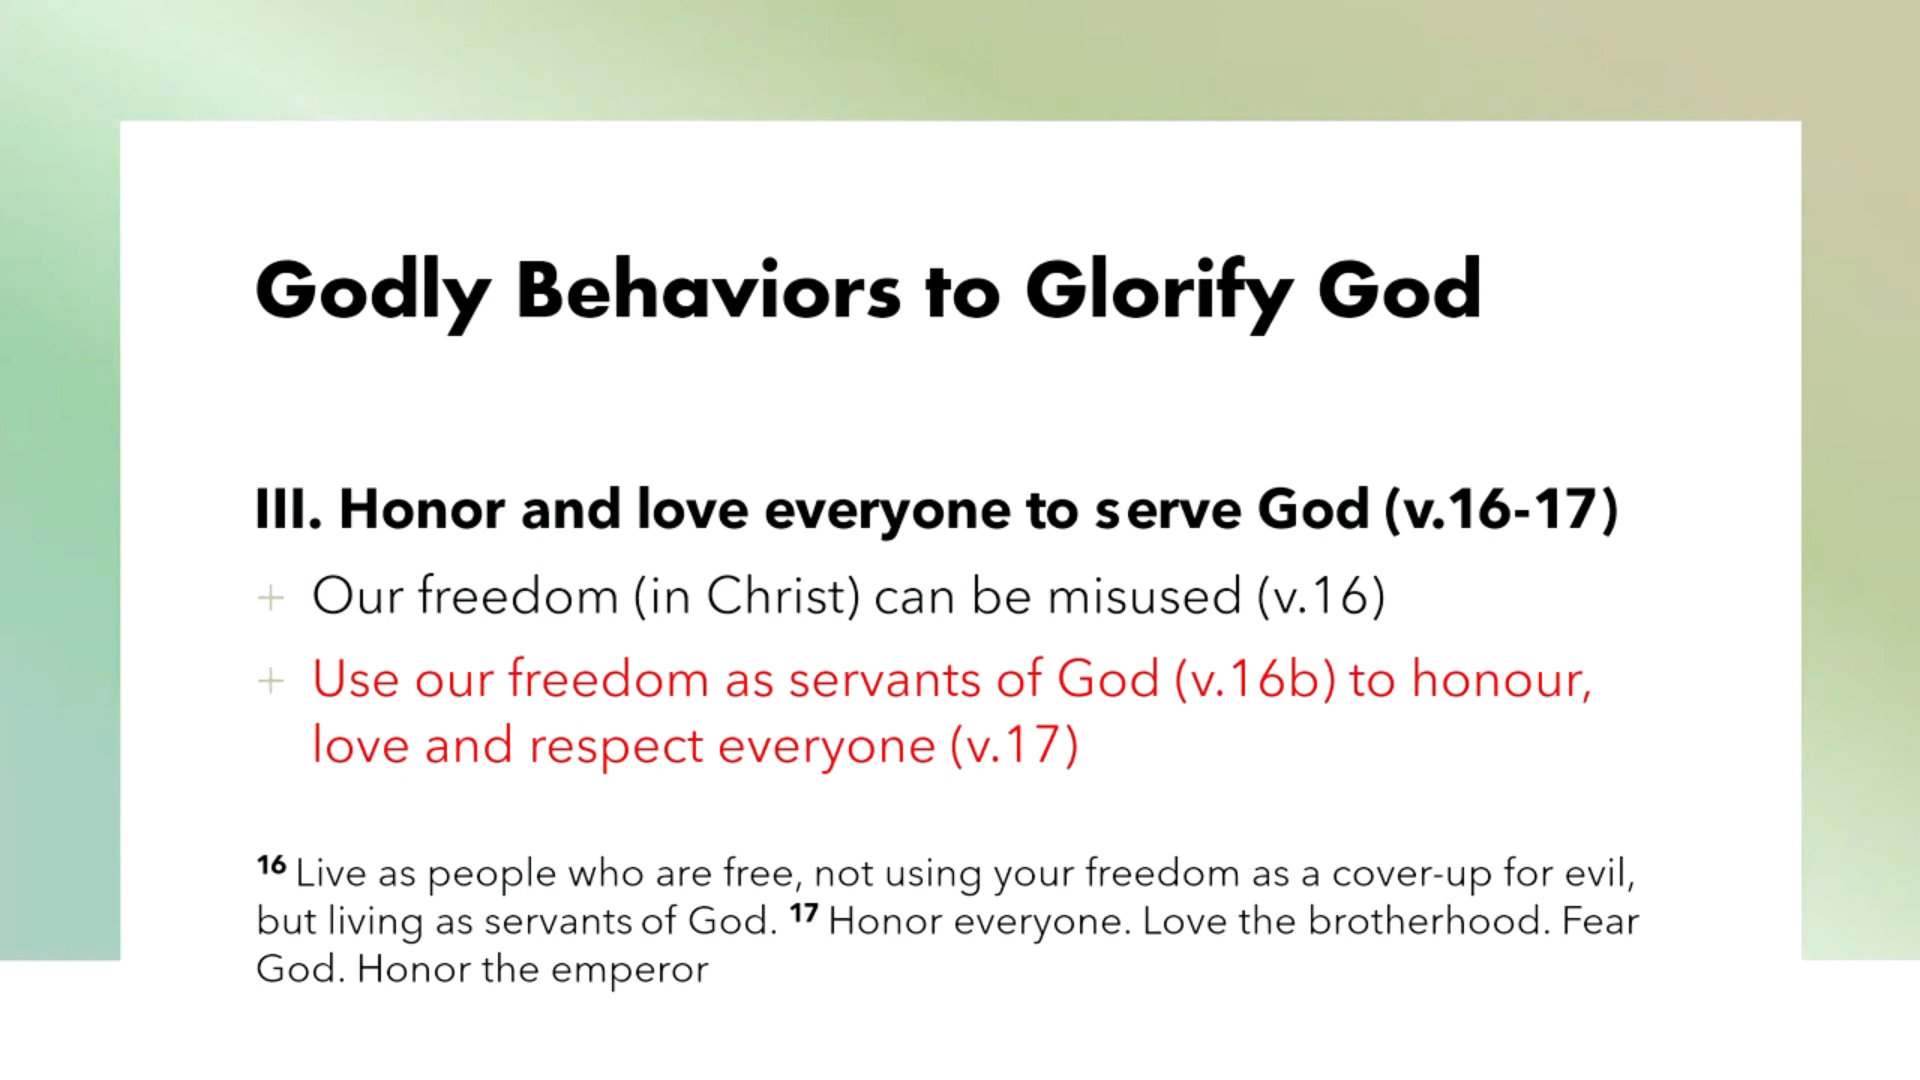 Godly Behaviors to Glorify God
III. Honor and love everyone to serve God (v.16-17)
+ Our freedom (in Christ) can be misused (v.16)
+ Use our freedom as servants of God (v.16b) to honour,
love and respect everyone (v.17)
16 Live as people who are free, not using your freedom as a cover-up for evil,
but living as servants of God. 17 Honor everyone. Love the brotherhood. Fear
God. Honor the emperor